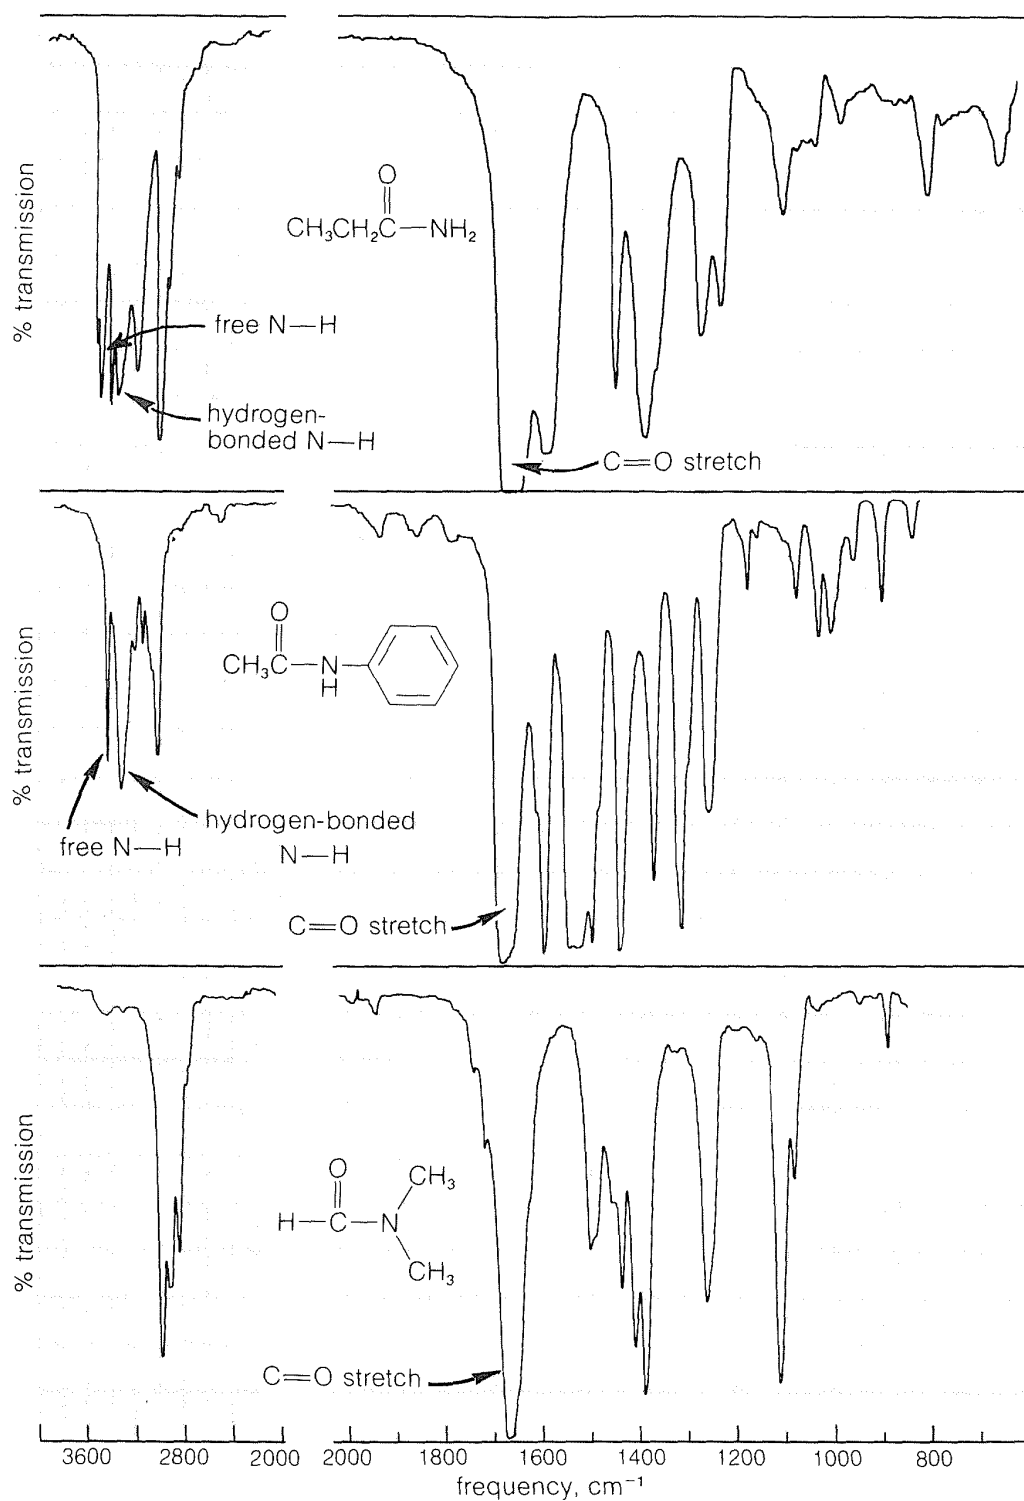 % transmission
O
CH₃CH₂C—NH₂
free N—H
hydrogen-
bonded N—H
C=O stretch
% transmission
O
CH₃C—N
H
free N—H
hydrogen-bonded
N—H
C=O stretch
% transmission
O
CH₃
H—C—N
CH₃
C=O stretch
3600 2800 2000 2000 1800 1600 1400 1200 1000 800
frequency, cm⁻¹